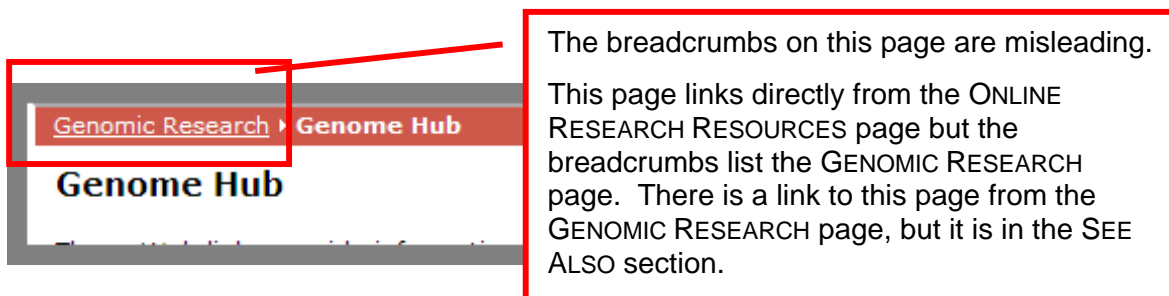 The breadcrumbs on this page are misleading.
This page links directly from the ONLINE
RESEARCH RESOURCES page but the
breadcrumbs list the GENOMIC RESEARCH
page. There is a link to this page from the
GENOMIC RESEARCH page, but it is in the SEE
ALSO section.
Genomic Research Genome Hub
Genome Hub